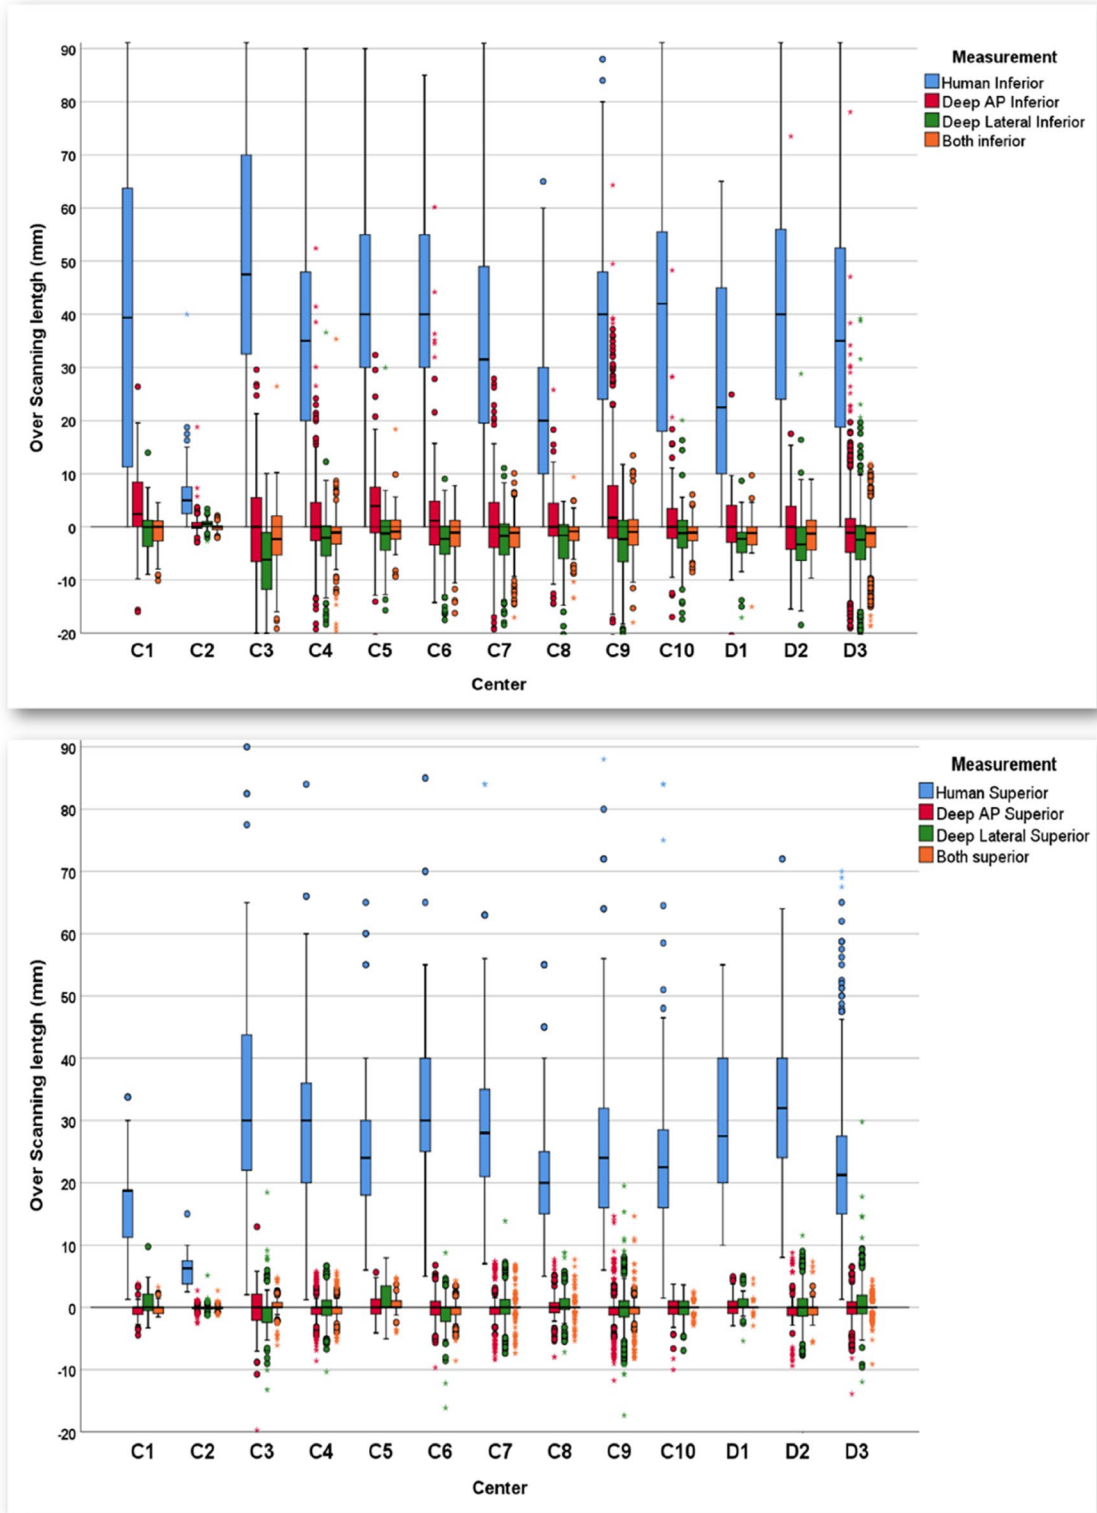 Measurement
Human Inferior
Deep AP Inferior
Deep Lateral Inferior
Both inferior
Over Scanning lentgh (mm)
90
80
70
60
50
40
30
20
10
0
-10
-20
C1 C2 C3 C4 C5 C6 C7 C8 C9 C10 D1 D2 D3
Center
Measurement
Human Superior
Deep AP Superior
Deep Lateral Superior
Both superior
Over Scanning lentgh (mm)
90
80
70
60
50
40
30
20
10
0
-10
-20
C1 C2 C3 C4 C5 C6 C7 C8 C9 C10 D1 D2 D3
Center